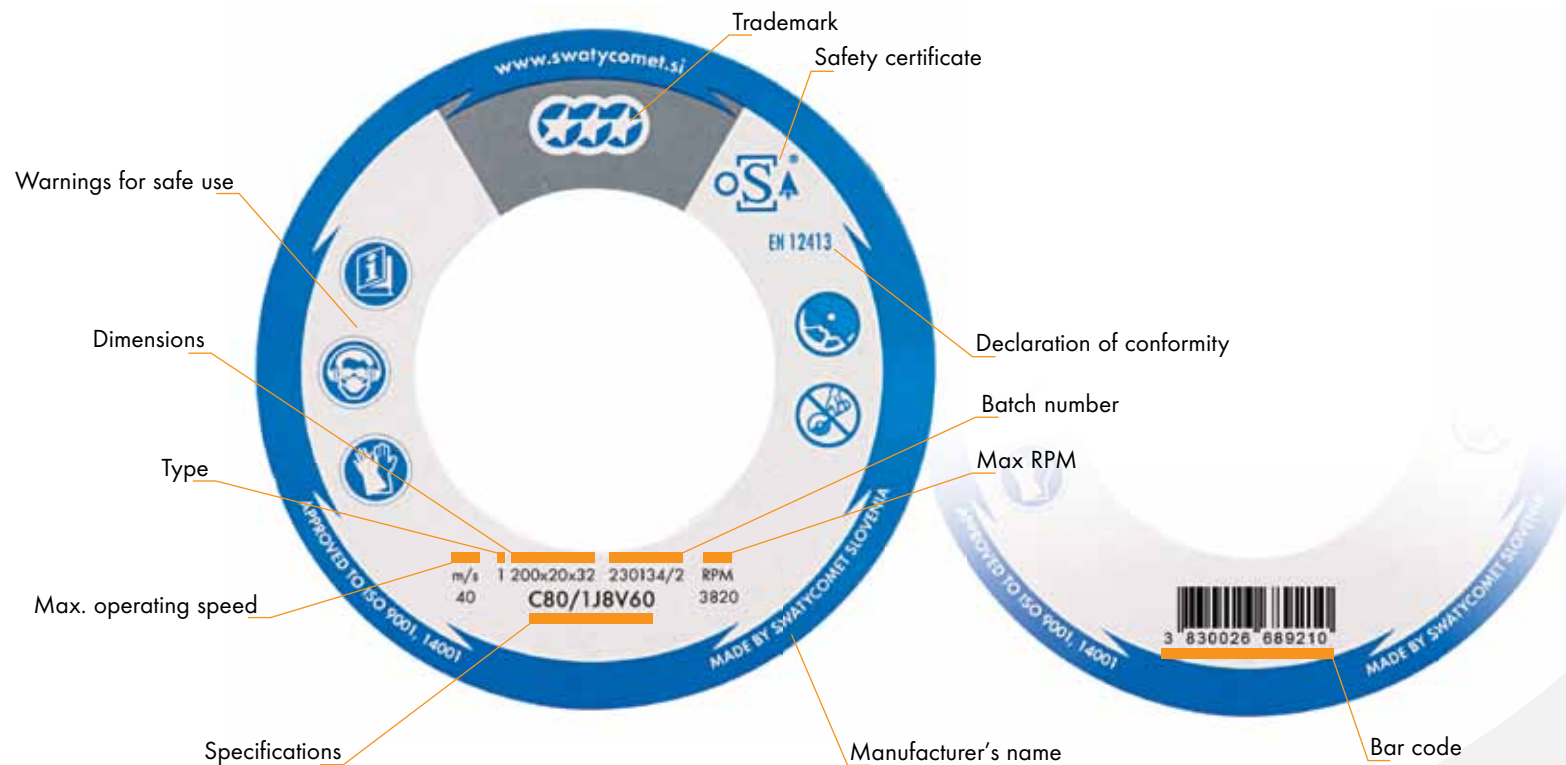 Trademark
Safety certificate
www.swatycomet.si
OSA®
Warnings for safe use
EN 12413
Dimensions
Declaration of conformity
Batch number
Type
Max RPM
m/s 1 200x20x32 230134/2 RPM
40 C80/1J8V60 3820
Max. operating speed
APPROVED TO ISO 9001, 14001
MADE BY SWATYCOMET SLOVENIA
Specifications
Manufacturer's name
APPROVED TO ISO 9001, 14001
MADE BY SWATYCOMET SLOVENIA
3 830026 689210
Bar code